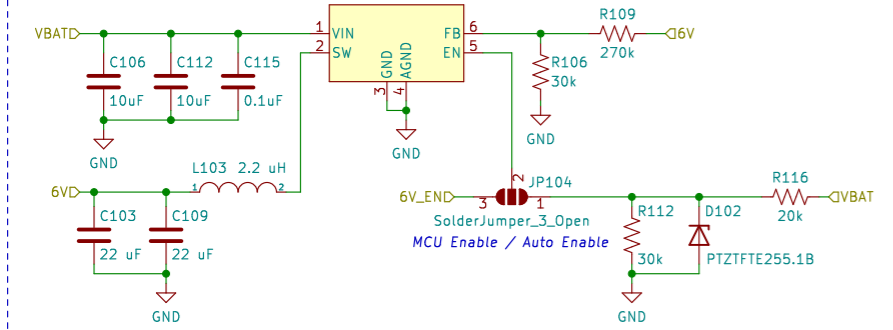 VBAT
C106
10uF
C112
10uF
C115
0.1uF
GND
1
2
VIN
SW
FB
EN
6
5
GND
AGND
3
4
GND
R109
270k
6V
R106
30k
GND
6V
L103 2.2 uH
1
2
C103
22 uF
C109
22 uF
GND
6V_EN
3
2
1
JP104
SolderJumper_3_Open
MCU Enable / Auto Enable
R112
30k
D102
PTZTFTE255.1B
R116
20k
VBAT
GND